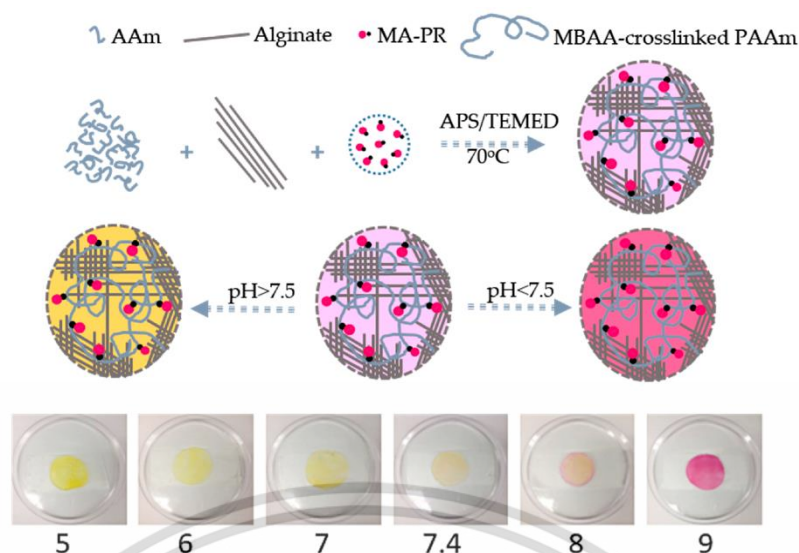 AAm Alginate MA-PR MBAA-crosslinked PAAm
+ + APS/TEMED
70°C
pH>7.5 pH<7.5
5 6 7 7.4 8 9